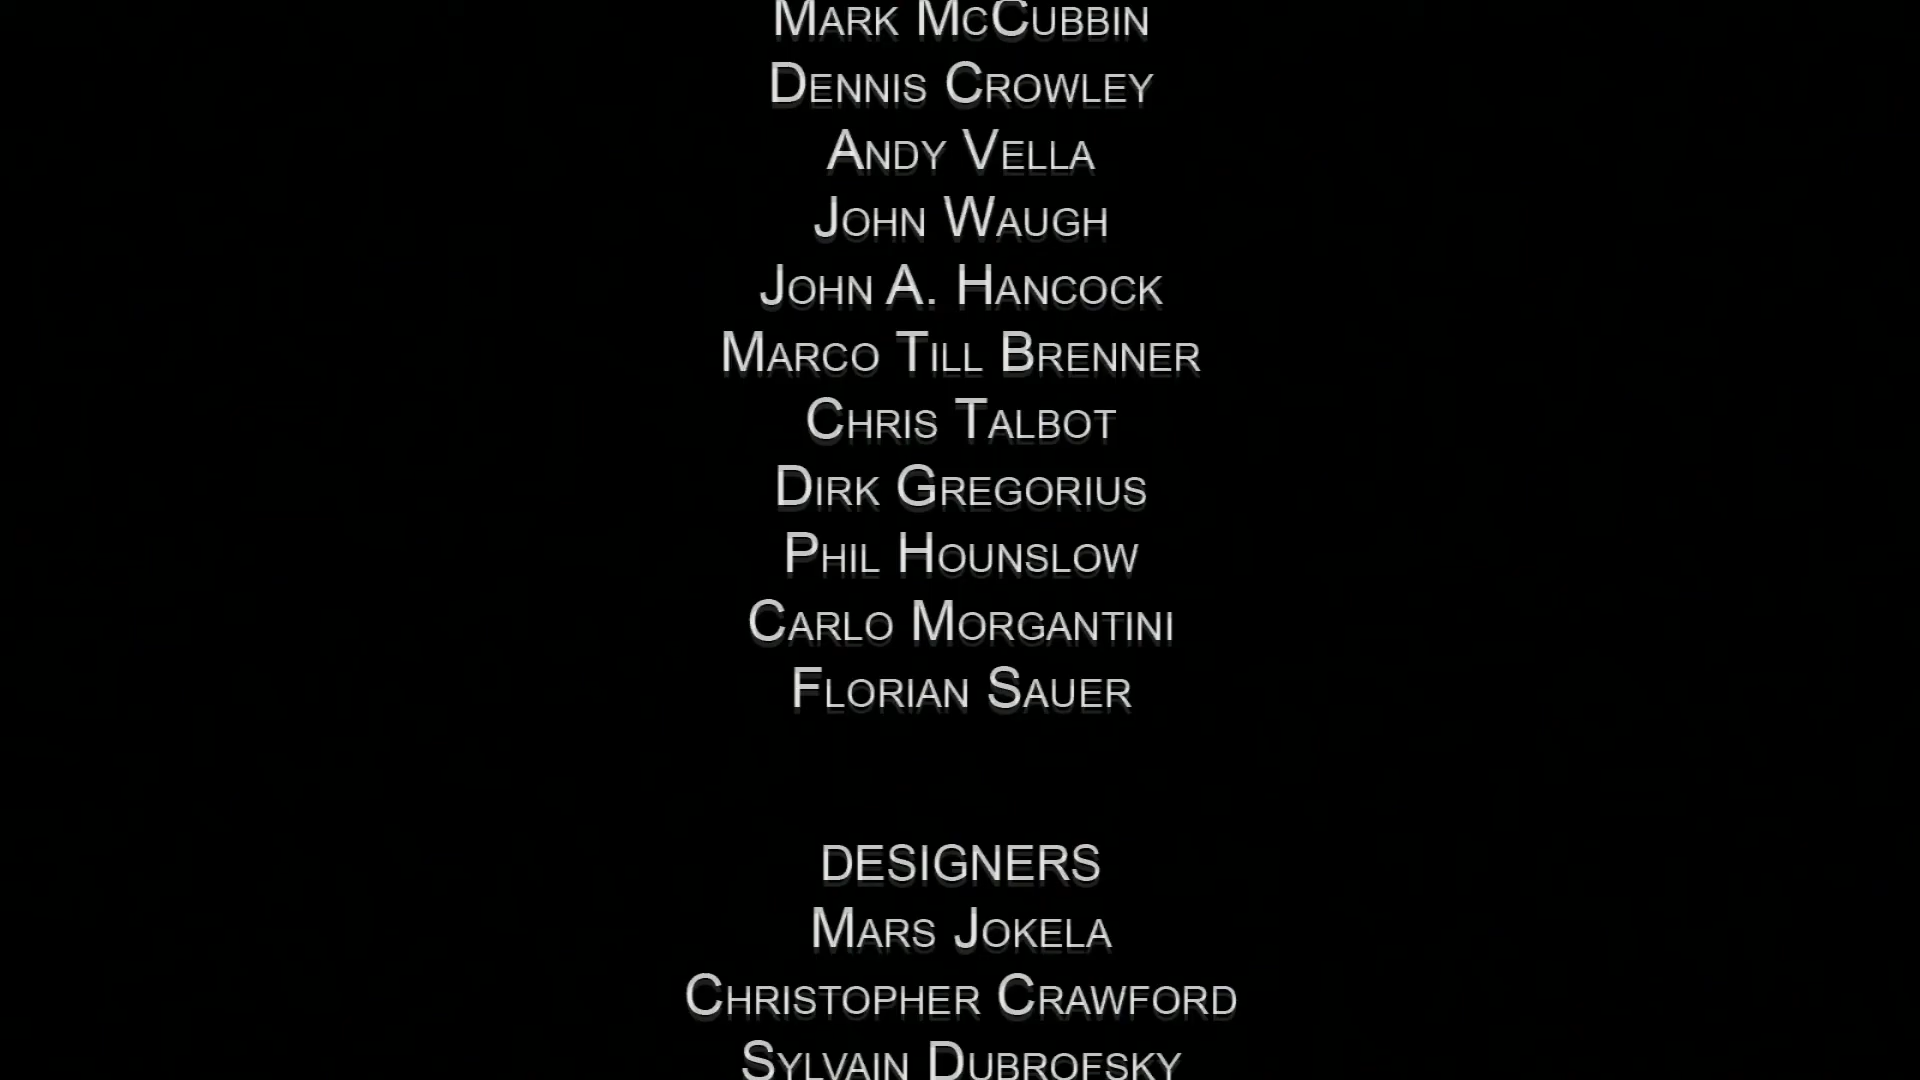 Mark McCubbin
Dennis Crowley
Andy Vella
John Waugh
John A. Hancock
Marco Till Brenner
Chris Talbot
Dirk Gregorius
Phil Hounslow
Carlo Morgantini
Florian Sauer
DESIGNERS
Mars Jokela
Christopher Crawford
Sylvain Dubrofsky